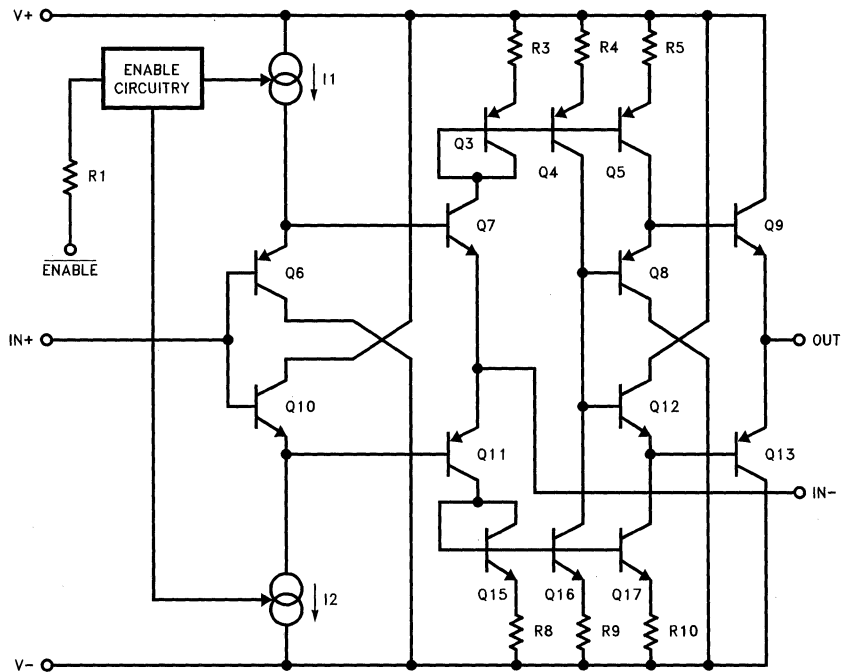 V+
ENABLE
CIRCUITRY
I1
R3
R4
R5
R1
Q3
Q4
Q5
Q7
Q9
ENABLE
Q6
Q8
IN+
OUT
Q10
Q12
Q11
Q13
IN-
I2
Q15
Q16
Q17
R8
R9
R10
V-